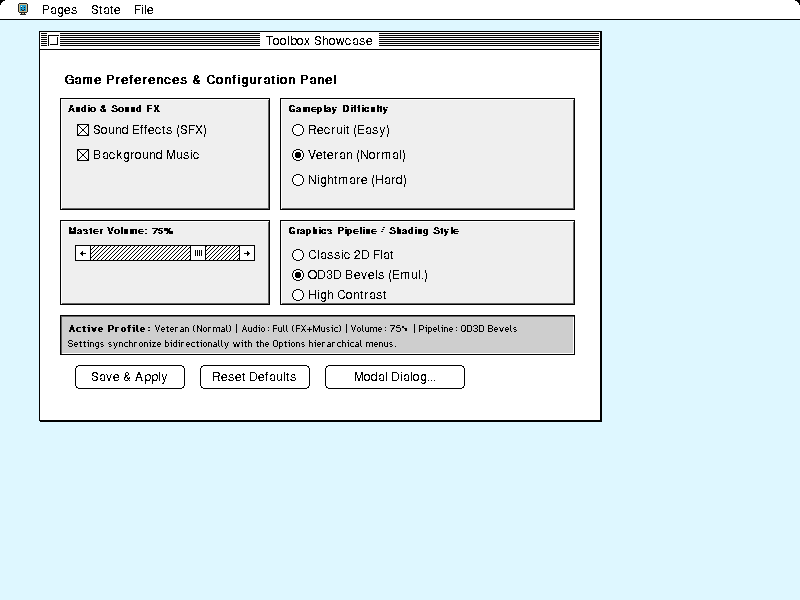 Pages State File
Toolbox Showcase
Game Preferences & Configuration Panel
Audio & Sound FX
Sound Effects (SFX)
Background Music
Gameplay Difficulty
Recruit (Easy)
Veteran (Normal)
Nightmare (Hard)
Master Volume: 75%
Graphics Pipeline / Shading Style
Classic 2D Flat
QD3D Bevels (Emul.)
High Contrast
Active Profile: Veteran (Normal) | Audio: Full (FX+Music) | Volume: 75% | Pipeline: QD3D Bevels
Settings synchronize bidirectionally with the Options hierarchical menus.
Save & Apply
Reset Defaults
Modal Dialog...